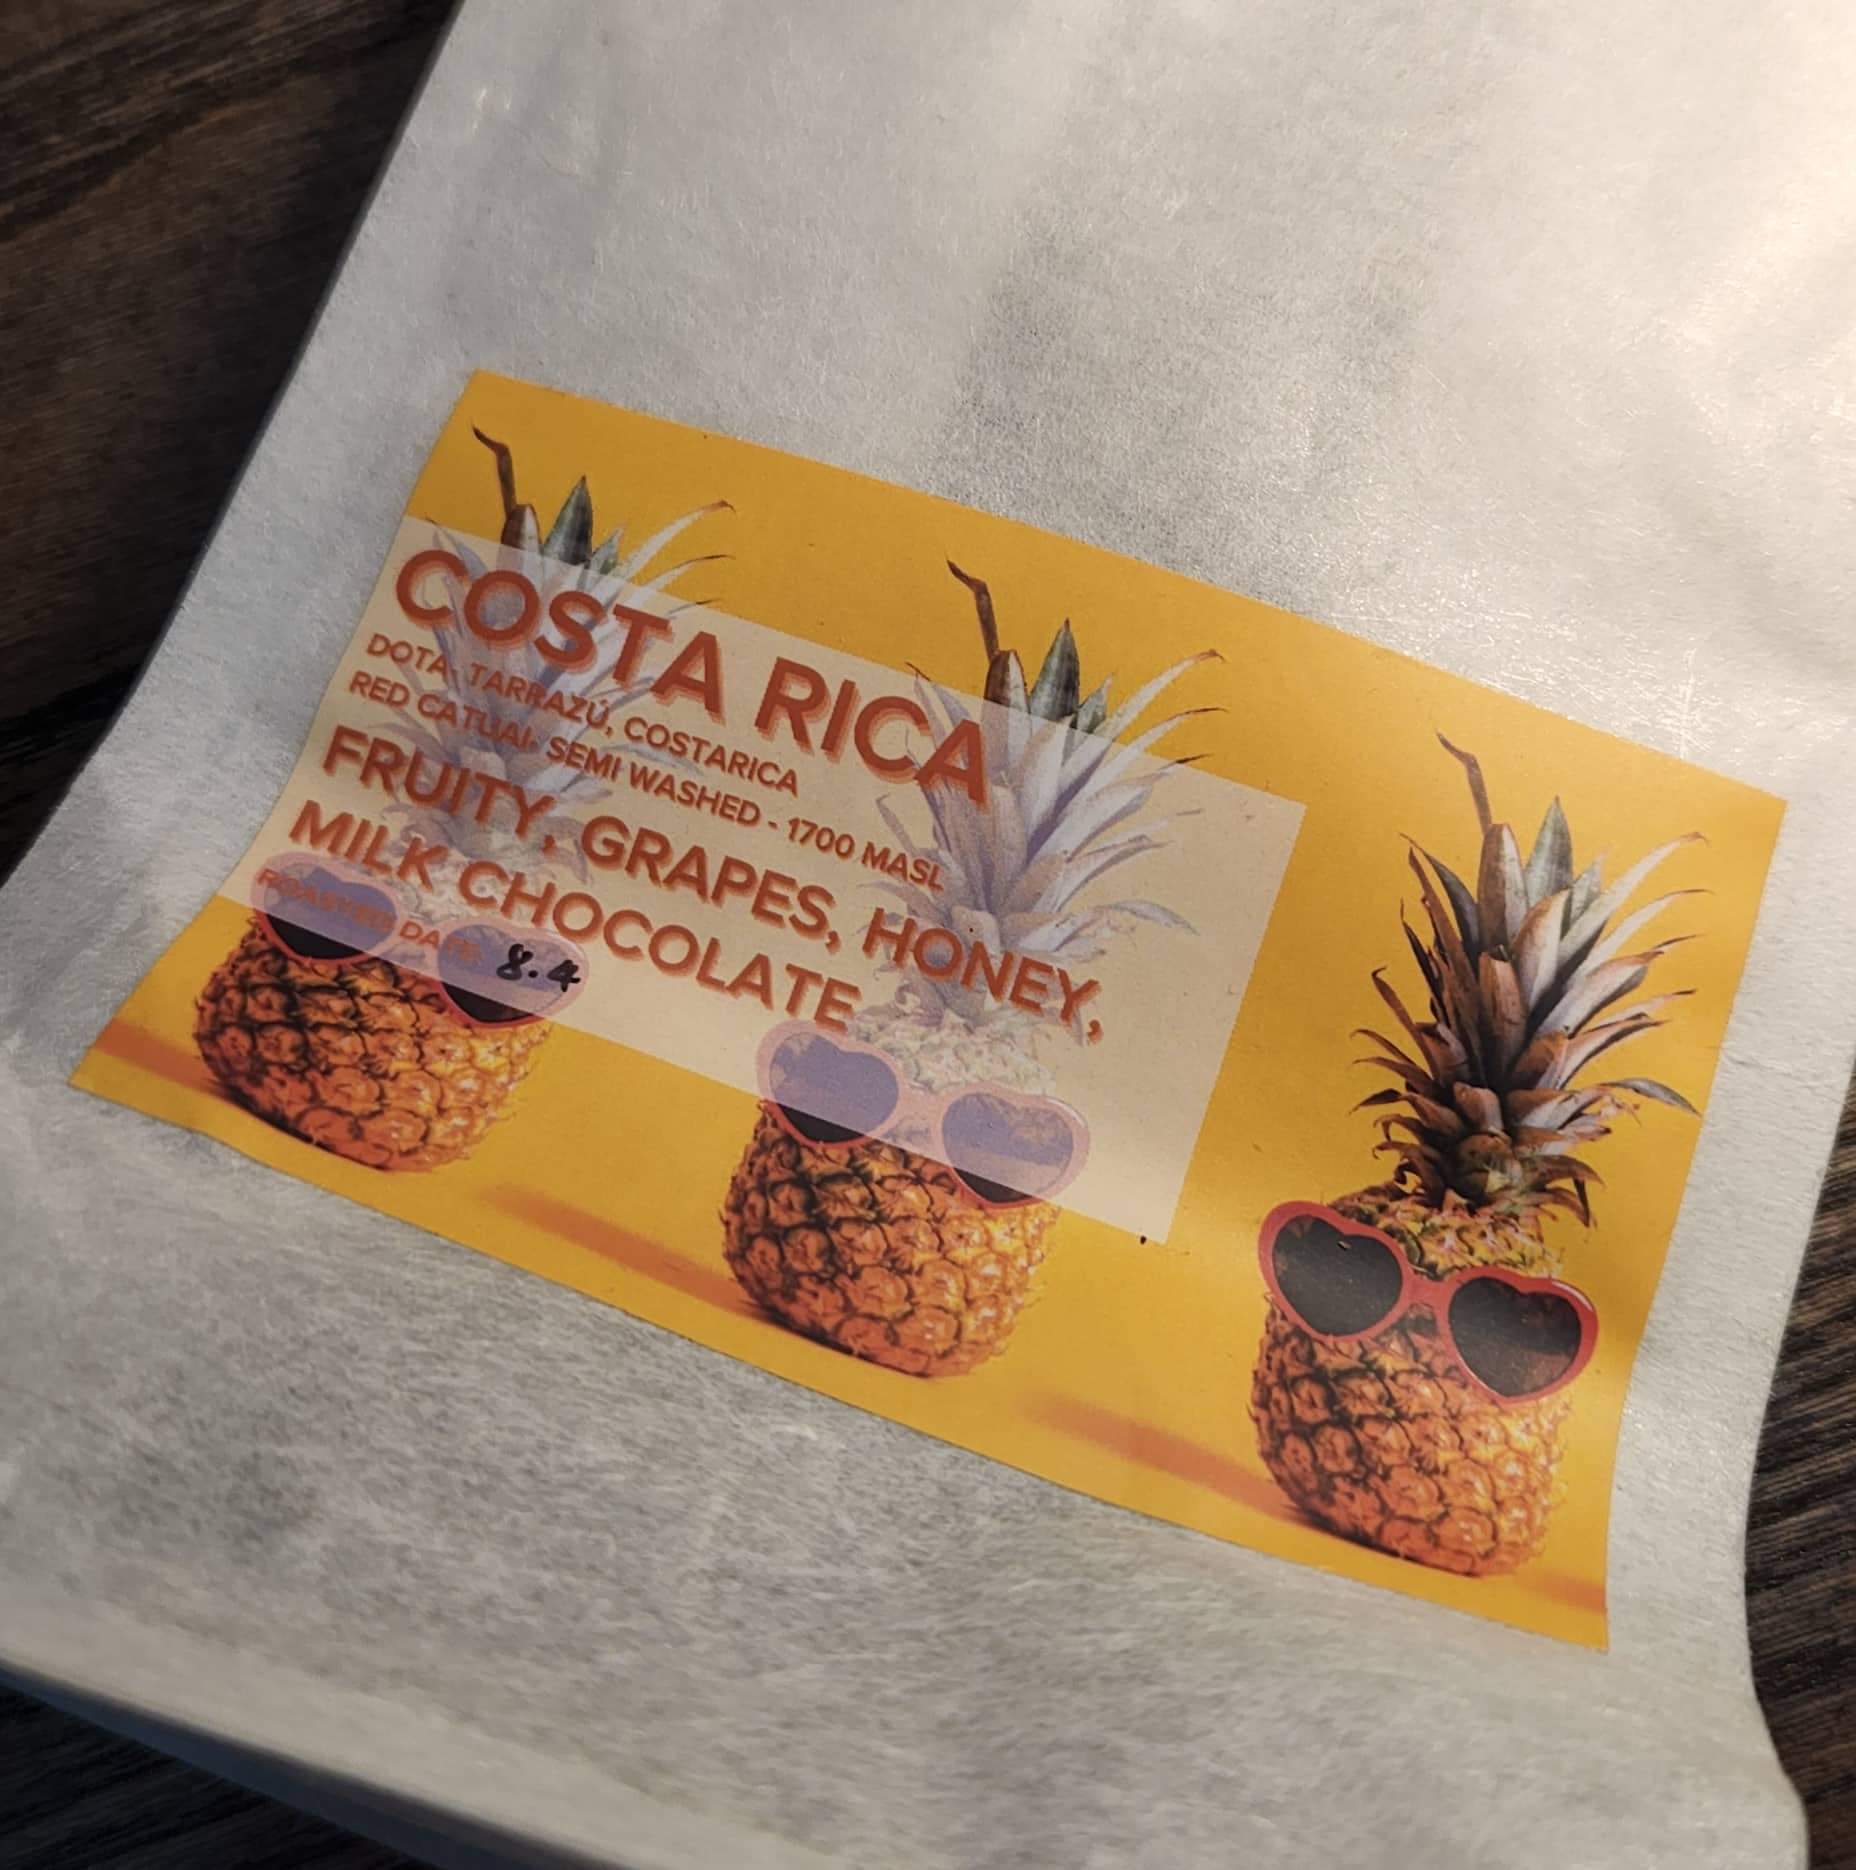 COSTA RICA
DOTA- TARRAZÚ, COSTARICA
RED CATUAI- SEMI WASHED - 1700 MASL
FRUITY, GRAPES, HONEY,
MILK CHOCOLATE
ROASTED DATE: 8.4